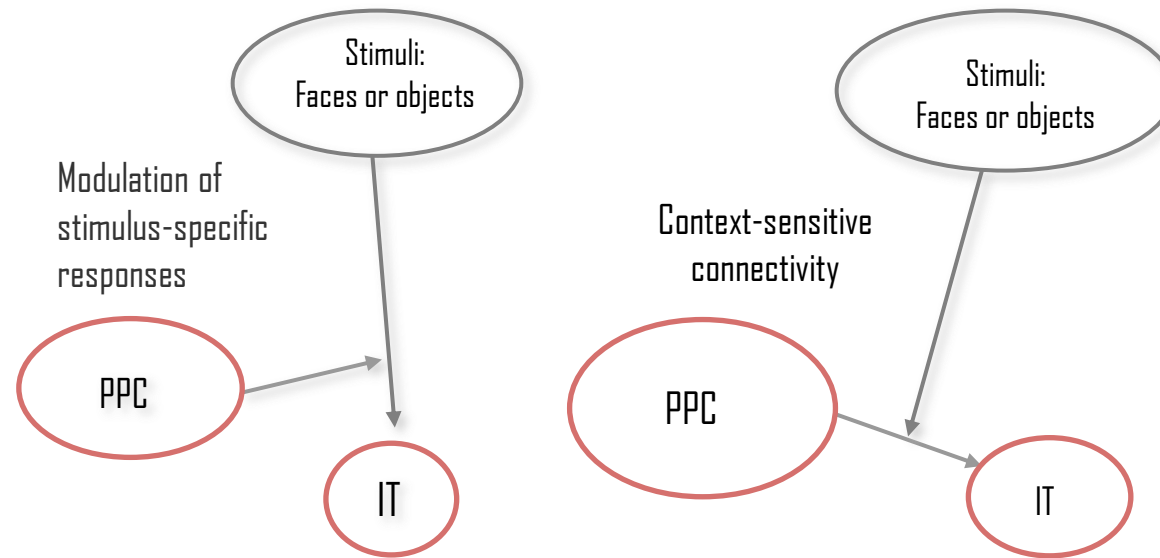 Stimuli:
Faces or objects
Modulation of
stimulus-specific
responses
PPC
IT
Stimuli:
Faces or objects
Context-sensitive
connectivity
PPC
IT